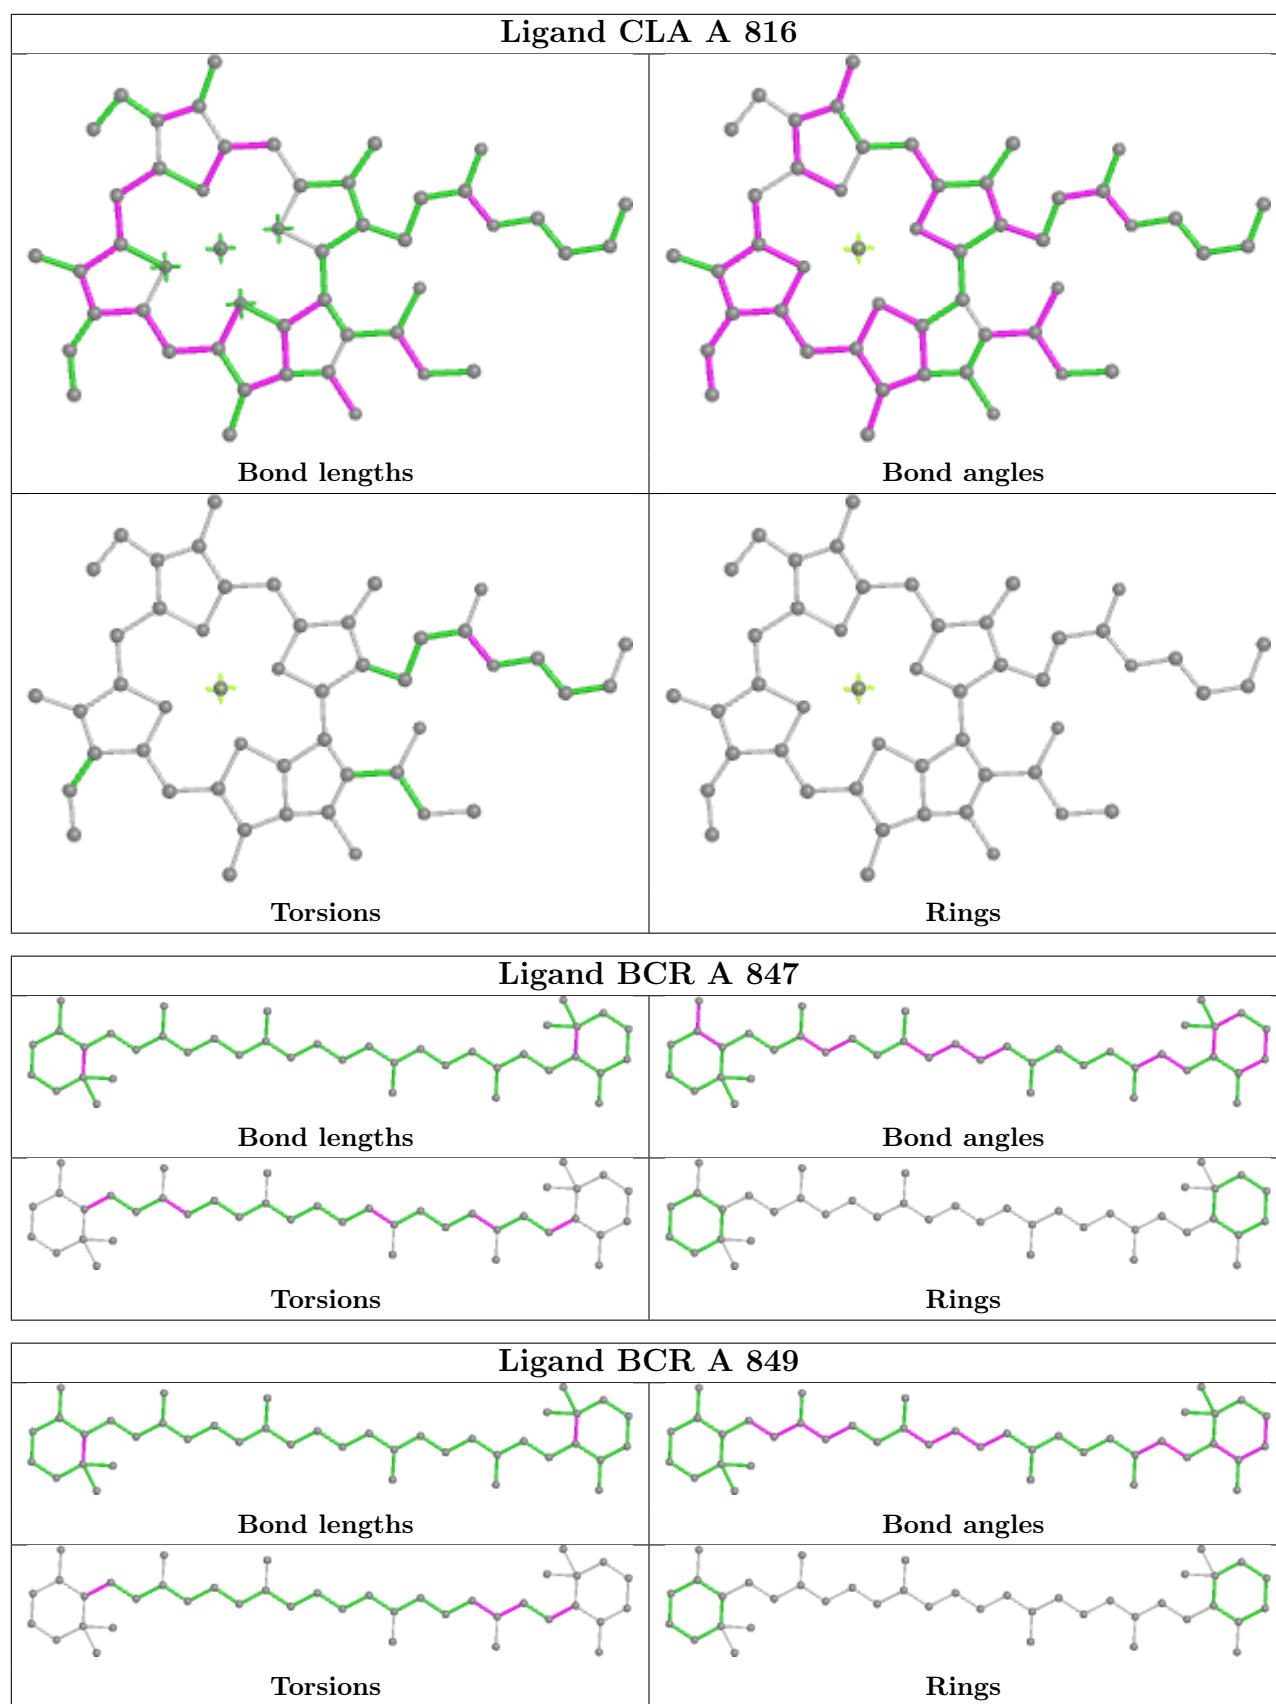 Ligand CLA A 816
Bond lengths
Bond angles
Torsions
Rings
Ligand BCR A 847
Bond lengths
Bond angles
Torsions
Rings
Ligand BCR A 849
Bond lengths
Bond angles
Torsions
Rings